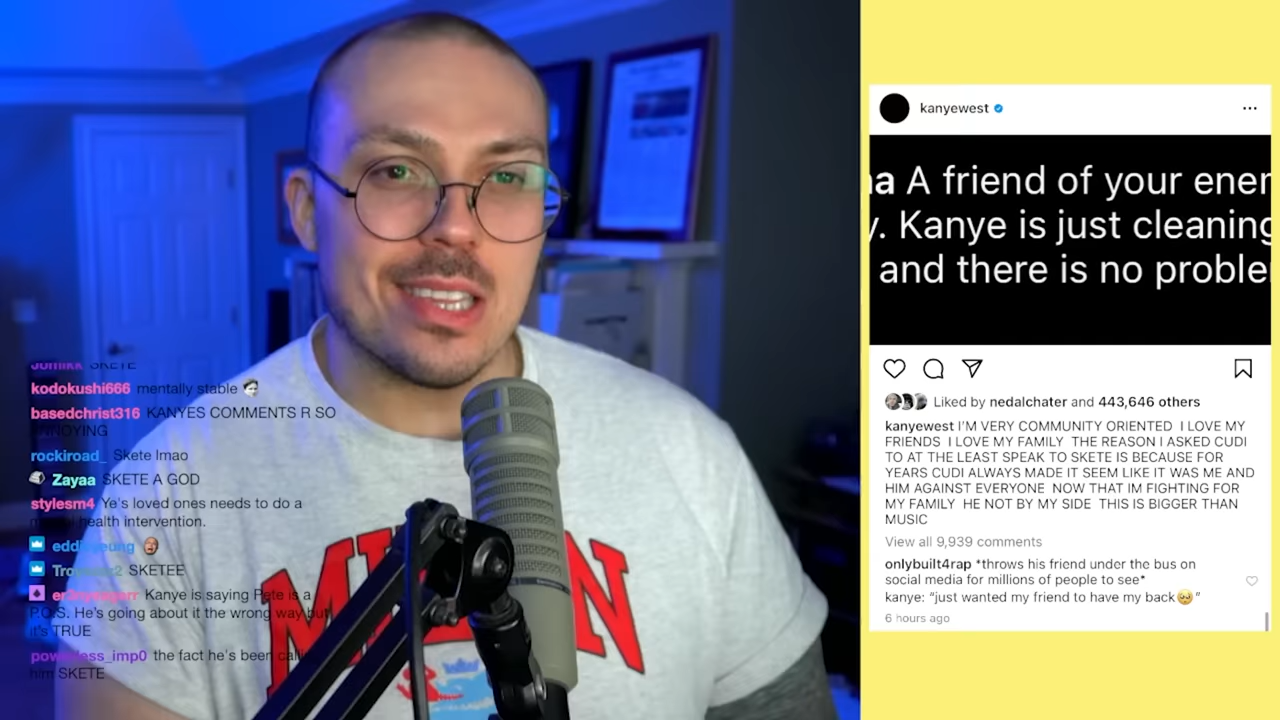 SKETE
kodokushi666 mentally stable
basedchrist316 KANYES COMMENTS R SO
ANNOYING
rockiroad_ Skete lmao
Zayaa SKETE A GOD
stylesm4 Ye's loved ones needs to do a
mental health intervention.
SKETEE
Kanye is saying Pete is a
P.O.S. He's going about it the wrong way but
it's TRUE
the fact he's been
him SKETE
kanyewest
A friend of your
Kanye is just cleaning
and there is no
Liked by nedalchater and 443,646 others
kanyewest I'M VERY COMMUNITY ORIENTED I LOVE MY
FRIENDS I LOVE MY FAMILY THE REASON I ASKED CUDI
TO AT THE LEAST SPEAK TO SKETE IS BECAUSE FOR
YEARS CUDI ALWAYS MADE IT SEEM LIKE IT WAS ME AND
HIM AGAINST EVERYONE NOW THAT IM FIGHTING FOR
MY FAMILY HE NOT BY MY SIDE THIS IS BIGGER THAN
MUSIC
View all 9,939 comments
onlybuilt4rap *throws his friend under the bus on
social media for millions of people to see*
kanye: “just wanted my friend to have my back🥺”
6 hours ago